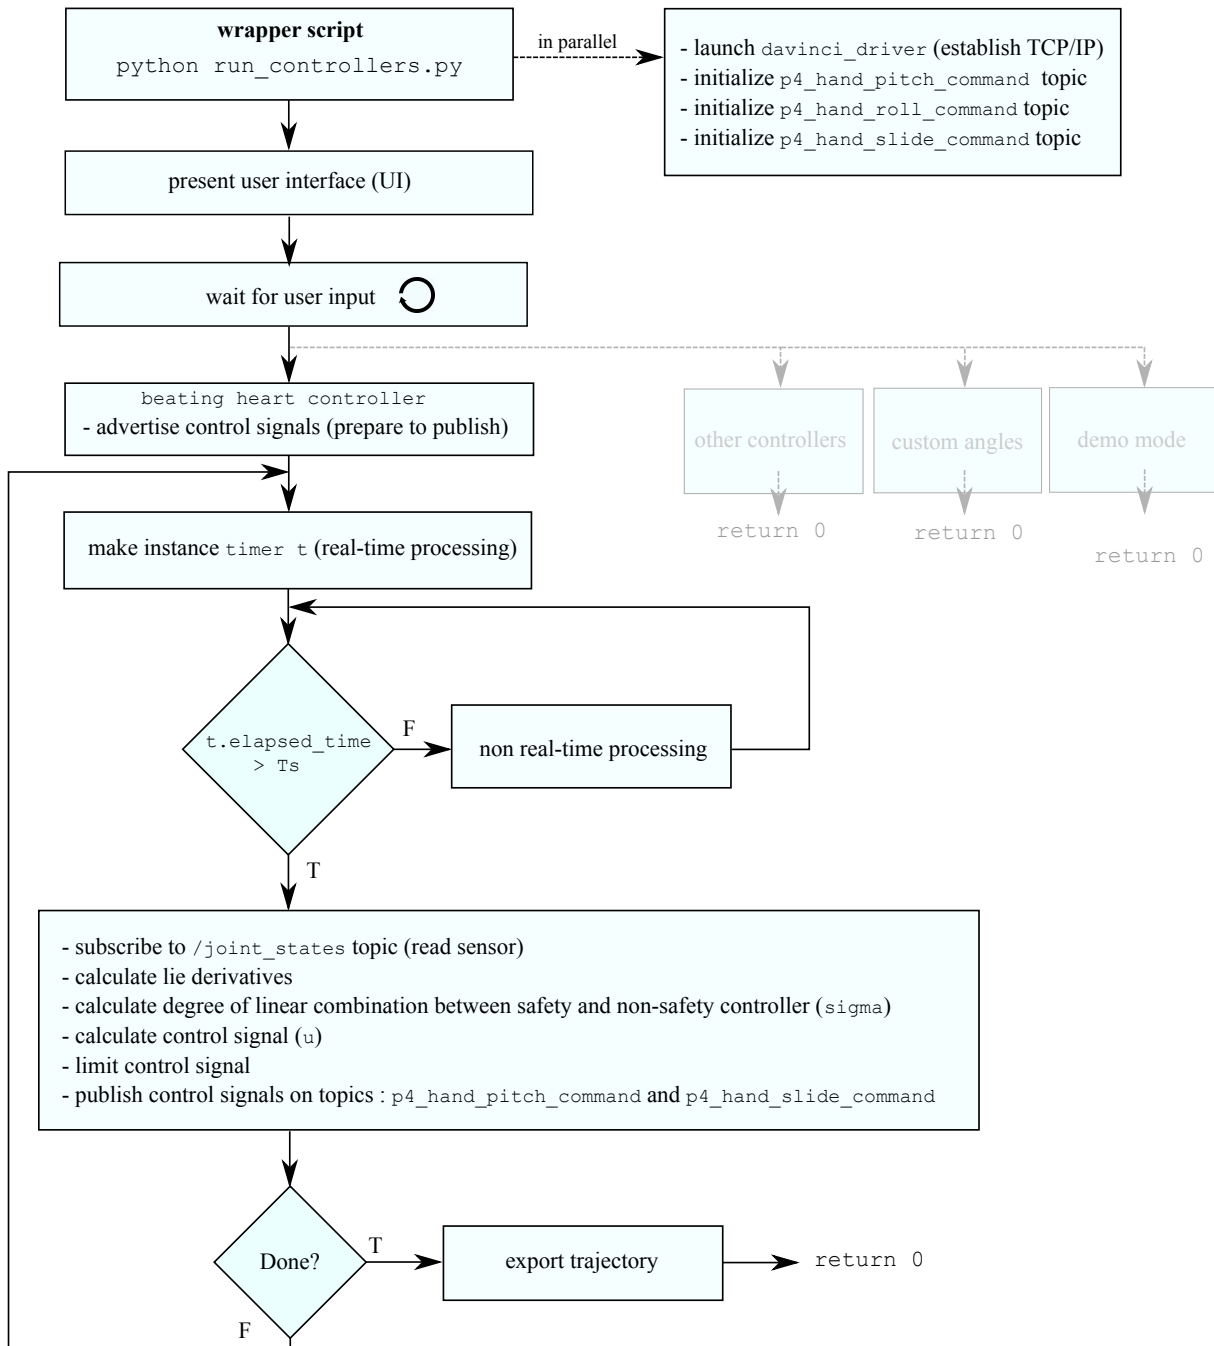 wrapper script
python run_controllers.py
in parallel
- launch davinci_driver (establish TCP/IP)
- initialize p4_hand_pitch_command topic
- initialize p4_hand_roll_command topic
- initialize p4_hand_slide_command topic
present user interface (UI)
wait for user input
beating heart controller
- advertise control signals (prepare to publish)
other controllers
custom angles
demo mode
return 0
return 0
return 0
make instance timer t (real-time processing)
t.elapsed_time
> Ts
F
non real-time processing
T
- subscribe to /joint_states topic (read sensor)
- calculate lie derivatives
- calculate degree of linear combination between safety and non-safety controller (sigma)
- calculate control signal (u)
- limit control signal
- publish control signals on topics : p4_hand_pitch_command and p4_hand_slide_command
Done?
T
export trajectory
return 0
F